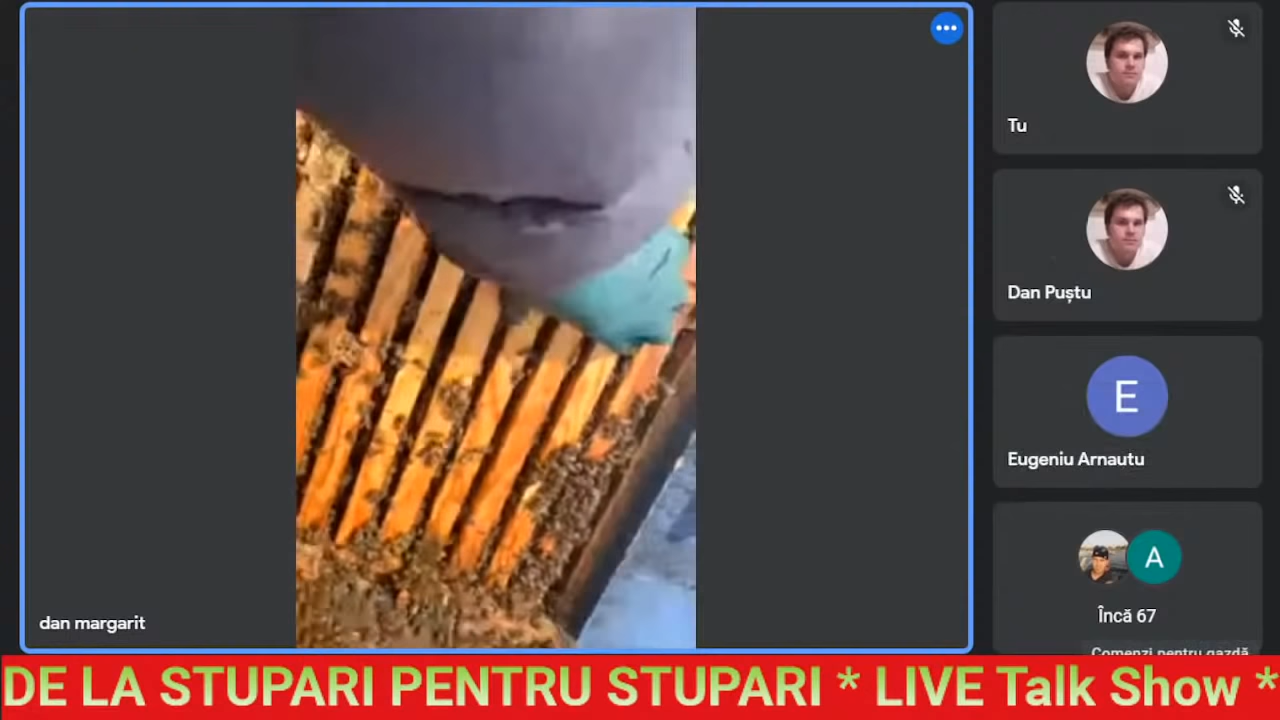 Tu
Dan Puștu
E
Eugeniu Arnautu
A
Încă 67
Comenzi pentru gazdă
dan margarit
DE LA STUPARI PENTRU STUPARI * LIVE Talk Show *